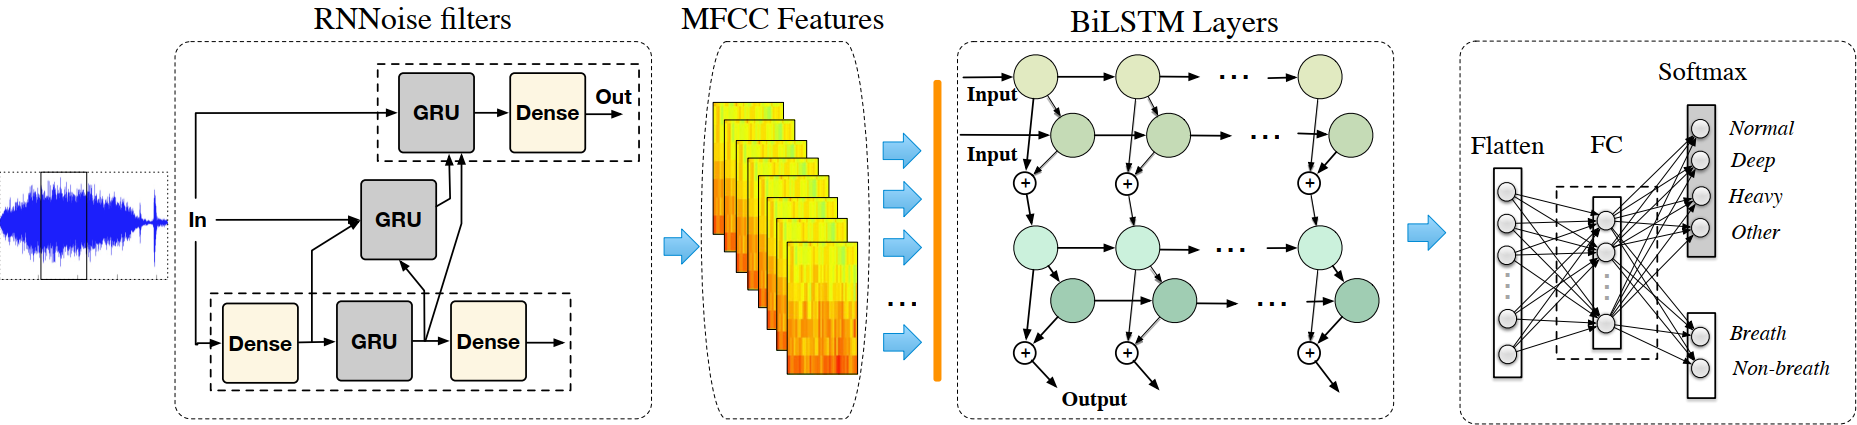 RNNoise filters
MFCC Features
BiLSTM Layers
GRU
Dense
Out
In
GRU
Dense
GRU
Dense
Input
Input
Output
Softmax
Flatten
FC
Normal
Deep
Heavy
Other
Breath
Non-breath